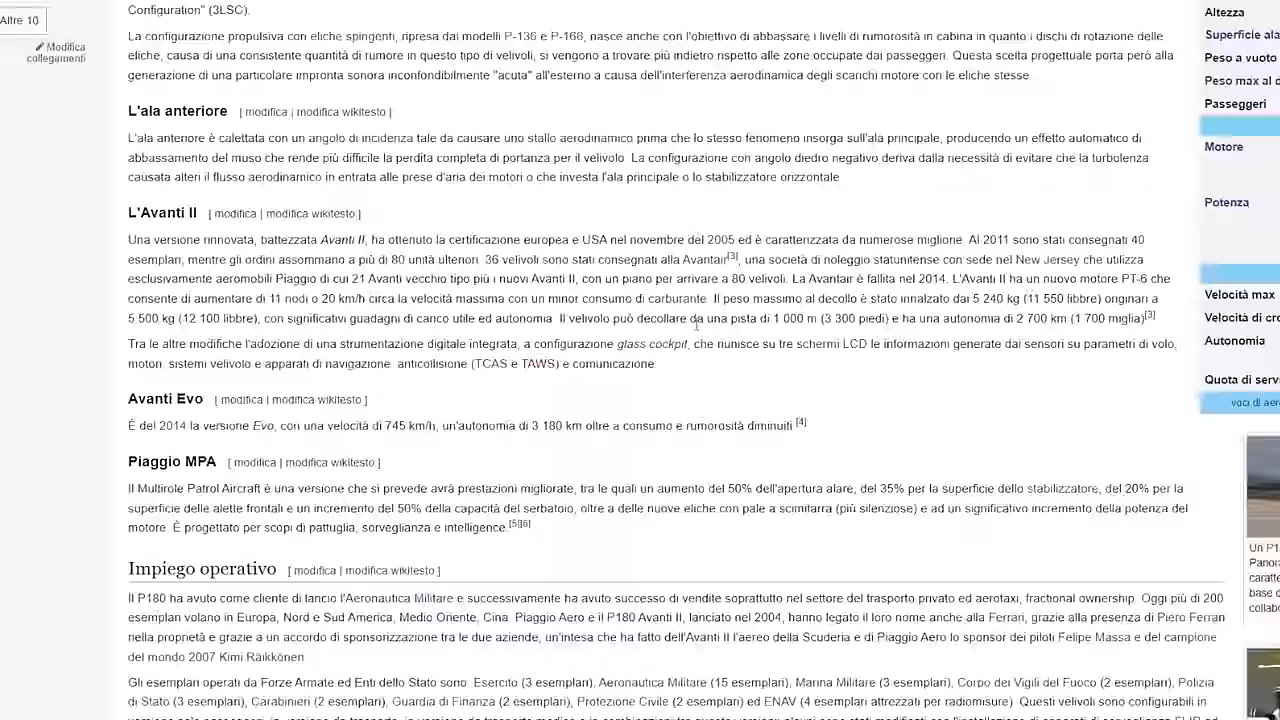 Configuration" (3LSC).
Altre 10
Modifica
collegamenti
La configurazione propulsiva con eliche spingenti, ripresa dai modelli P-136 e P-166, nasce anche con l'obiettivo di abbassare i livelli di rumorosità in cabina in quanto i dischi di rotazione delle
eliche, causa di una consistente quantità di rumore in questo tipo di velivoli, si vengono a trovare più indietro rispetto alle zone occupate dai passeggeri. Questa scelta progettuale porta però alla
generazione di una particolare impronta sonora inconfondibilmente "acuta" all'esterno a causa dell'interferenza aerodinamica degli scarichi motore con le eliche stesse.
L'ala anteriore [ modifica | modifica wikitesto ]
L'ala anteriore è calettata con un angolo di incidenza tale da causare uno stallo aerodinamico prima che lo stesso fenomeno insorga sull'ala principale, producendo un effetto automatico di
abbassamento del muso che rende più difficile la perdita completa di portanza per il velivolo. La configurazione con angolo diedro negativo deriva dalla necessità di evitare che la turbolenza
causata alteri il flusso aerodinamico in entrata alle prese d'aria dei motori o che investa l'ala principale o lo stabilizzatore orizzontale.
L'Avanti II [ modifica | modifica wikitesto ]
Una versione rinnovata, battezzata Avanti II, ha ottenuto la certificazione europea e USA nel novembre del 2005 ed è caratterizzata da numerose migliorie. Al 2011 sono stati consegnati 40
esemplari, mentre gli ordini assommano a più di 80 unità ulteriori. 36 velivoli sono stati consegnati alla Avantair[3], una società di noleggio statunitense con sede nel New Jersey che utilizza
esclusivamente aeromobili Piaggio di cui 21 Avanti vecchio tipo più i nuovi Avanti II, con un piano per arrivare a 80 velivoli. La Avantair è fallita nel 2014. L'Avanti II ha un nuovo motore PT-6 che
consente di aumentare di 11 nodi o 20 km/h circa la velocità massima con un minor consumo di carburante. Il peso massimo al decollo è stato innalzato dai 5 240 kg (11 550 libbre) originari a
5 500 kg (12 100 libbre), con significativi guadagni di carico utile ed autonomia. Il velivolo può decollare da una pista di 1 000 m (3 300 piedi) e ha una autonomia di 2 700 km (1 700 miglia)[3]
Tra le altre modifiche l'adozione di una strumentazione digitale integrata, a configurazione glass cockpit, che riunisce su tre schermi LCD le informazioni generate dai sensori su parametri di volo,
motori, sistemi velivolo e apparati di navigazione, anticollisione (TCAS e TAWS) e comunicazione.
Avanti Evo [ modifica | modifica wikitesto ]
È del 2014 la versione Evo, con una velocità di 745 km/h, un'autonomia di 3 180 km oltre a consumo e rumorosità diminuiti.[4]
Piaggio MPA [ modifica | modifica wikitesto ]
Il Multirole Patrol Aircraft è una versione che si prevede avrà prestazioni migliorate, tra le quali un aumento del 50% dell'apertura alare, del 35% per la superficie dello stabilizzatore, del 20% per la
superficie delle alette frontali e un incremento del 50% della capacità del serbatoio, oltre a delle nuove eliche con pale a scimitarra (più silenziose) e ad un significativo incremento della potenza del
motore. È progettato per scopi di pattuglia, sorveglianza e intelligence.[5][6]
Impiego operativo [ modifica | modifica wikitesto ]
Il P180 ha avuto come cliente di lancio l'Aeronautica Militare e successivamente ha avuto successo di vendite soprattutto nel settore del trasporto privato ed aerotaxi, fractional ownership. Oggi più di 200
esemplari volano in Europa, Nord e Sud America, Medio Oriente, Cina. Piaggio Aero e il P180 Avanti II, lanciato nel 2004, hanno legato il loro nome anche alla Ferrari, grazie alla presenza di Piero Ferrari
nella proprietà e grazie a un accordo di sponsorizzazione tra le due aziende, un'intesa che ha fatto dell'Avanti II l'aereo della Scuderia e di Piaggio Aero lo sponsor dei piloti Felipe Massa e del campione
del mondo 2007 Kimi Räikkönen.
Gli esemplari operati da Forze Armate ed Enti dello Stato sono: Esercito (3 esemplari), Aeronautica Militare (15 esemplari), Marina Militare (3 esemplari), Corpo dei Vigili del Fuoco (2 esemplari), Polizia
di Stato (3 esemplari), Carabinieri (2 esemplari), Guardia di Finanza (2 esemplari), Protezione Civile (2 esemplari) ed ENAV (4 esemplari attrezzati per radiomisure). Questi velivoli sono configurabili in
Altezza
Superficie ala
Peso a vuoto
Peso max al d
Passeggeri
Motore
Potenza
Velocità max
Velocità di cro
Autonomia
Quota di serv
voci di aer
Un P1
Panor
caratte
base d
collab